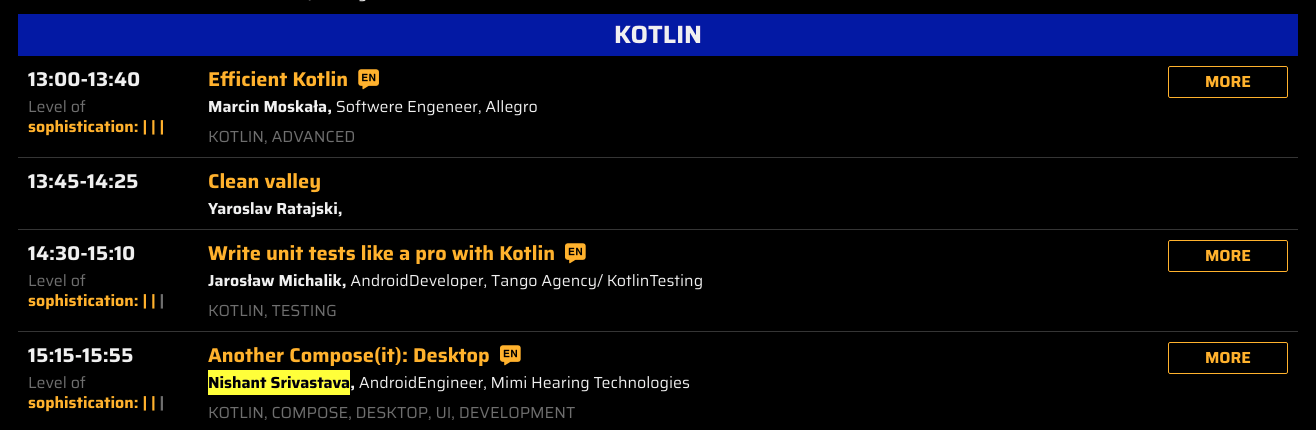 KOTLIN
13:00-13:40
Efficient Kotlin EN
MORE
Level of
sophistication: |||
Marcin Moskała, Softwere Engeneer, Allegro
KOTLIN, ADVANCED
13:45-14:25
Clean valley
Yaroslav Ratajski,
14:30-15:10
Write unit tests like a pro with Kotlin EN
MORE
Level of
sophistication: |||
Jarosław Michalik, AndroidDeveloper, Tango Agency/ KotlinTesting
KOTLIN, TESTING
15:15-15:55
Another Compose(it): Desktop EN
MORE
Level of
sophistication: |||
Nishant Srivastava, AndroidEngineer, Mimi Hearing Technologies
KOTLIN, COMPOSE, DESKTOP, UI, DEVELOPMENT